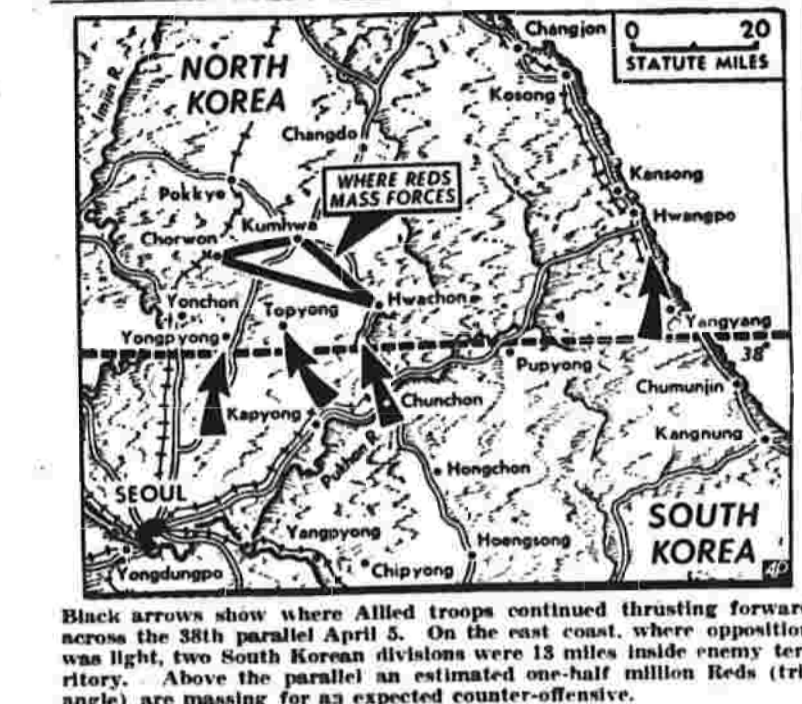 Changjon
0 20
STATUTE MILES
NORTH
KOREA
Imjin R.
Kosong
Changdo
WHERE REDS
MASS FORCES
Kansong
Pokkye
Kumhwa
Hwangpo
Chorwon
Yonchon
Hwachon
Topyong
Yangyang
Yongpyong
38°
Pupyong
Chumunjin
Kapyong
Chunchon
Kangnung
Pukhan R.
Hongchon
SEOUL
SOUTH
KOREA
Yangpyong
Hoengsong
Yongdungpo
Chipyong
AP
Black arrows show where Allied troops continued thrusting forwar
across the 38th parallel April 5. On the east coast, where opposition
was light, two South Korean divisions were 13 miles inside enemy ter-
ritory. Above the parallel an estimated one-half million Reds (tri-
angle) are massing for an expected counter-offensive.